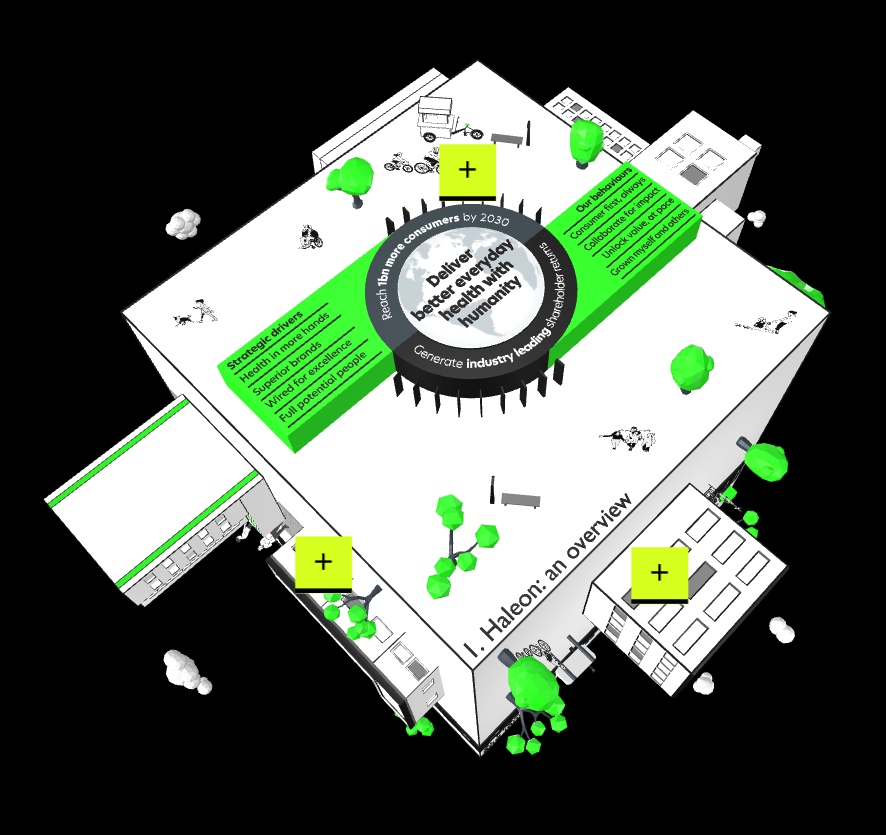 +
Reach 1bn more consumers by 2030
Deliver
better everyday
health with
humanity
Generate industry leading shareholder returns
Our behaviours
Consumer first, always
Collaborate for impact
Unlock value, at pace
Grow myself and others
Strategic drivers
Health in more hands
Superior brands
Wired for excellence
Full potential people
I. Haleon: an overview
+
+